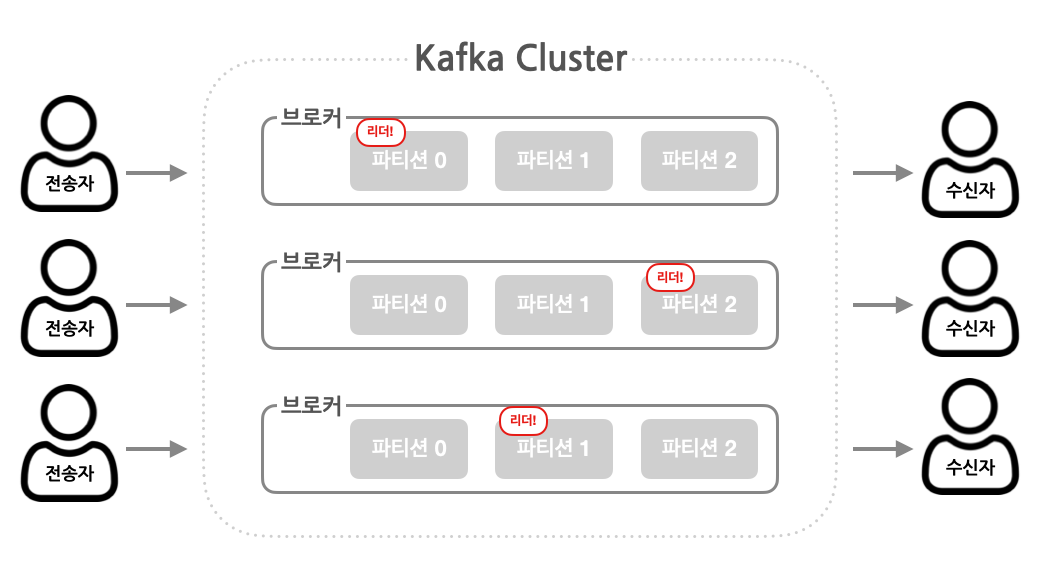 Kafka Cluster
브로커
리더!
파티션 0
파티션 1
파티션 2
전송자
수신자
브로커
리더!
파티션 0
파티션 1
파티션 2
전송자
수신자
브로커
리더!
파티션 0
파티션 1
파티션 2
전송자
수신자